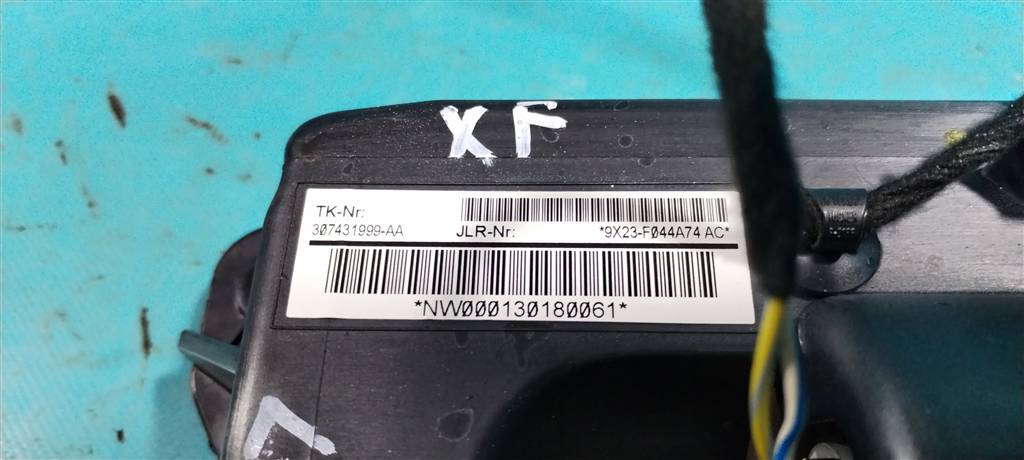 XF
TK-Nr:
307431999-AA JLR-Nr: *9X23-F044A74 AC*
*NW000130180061*